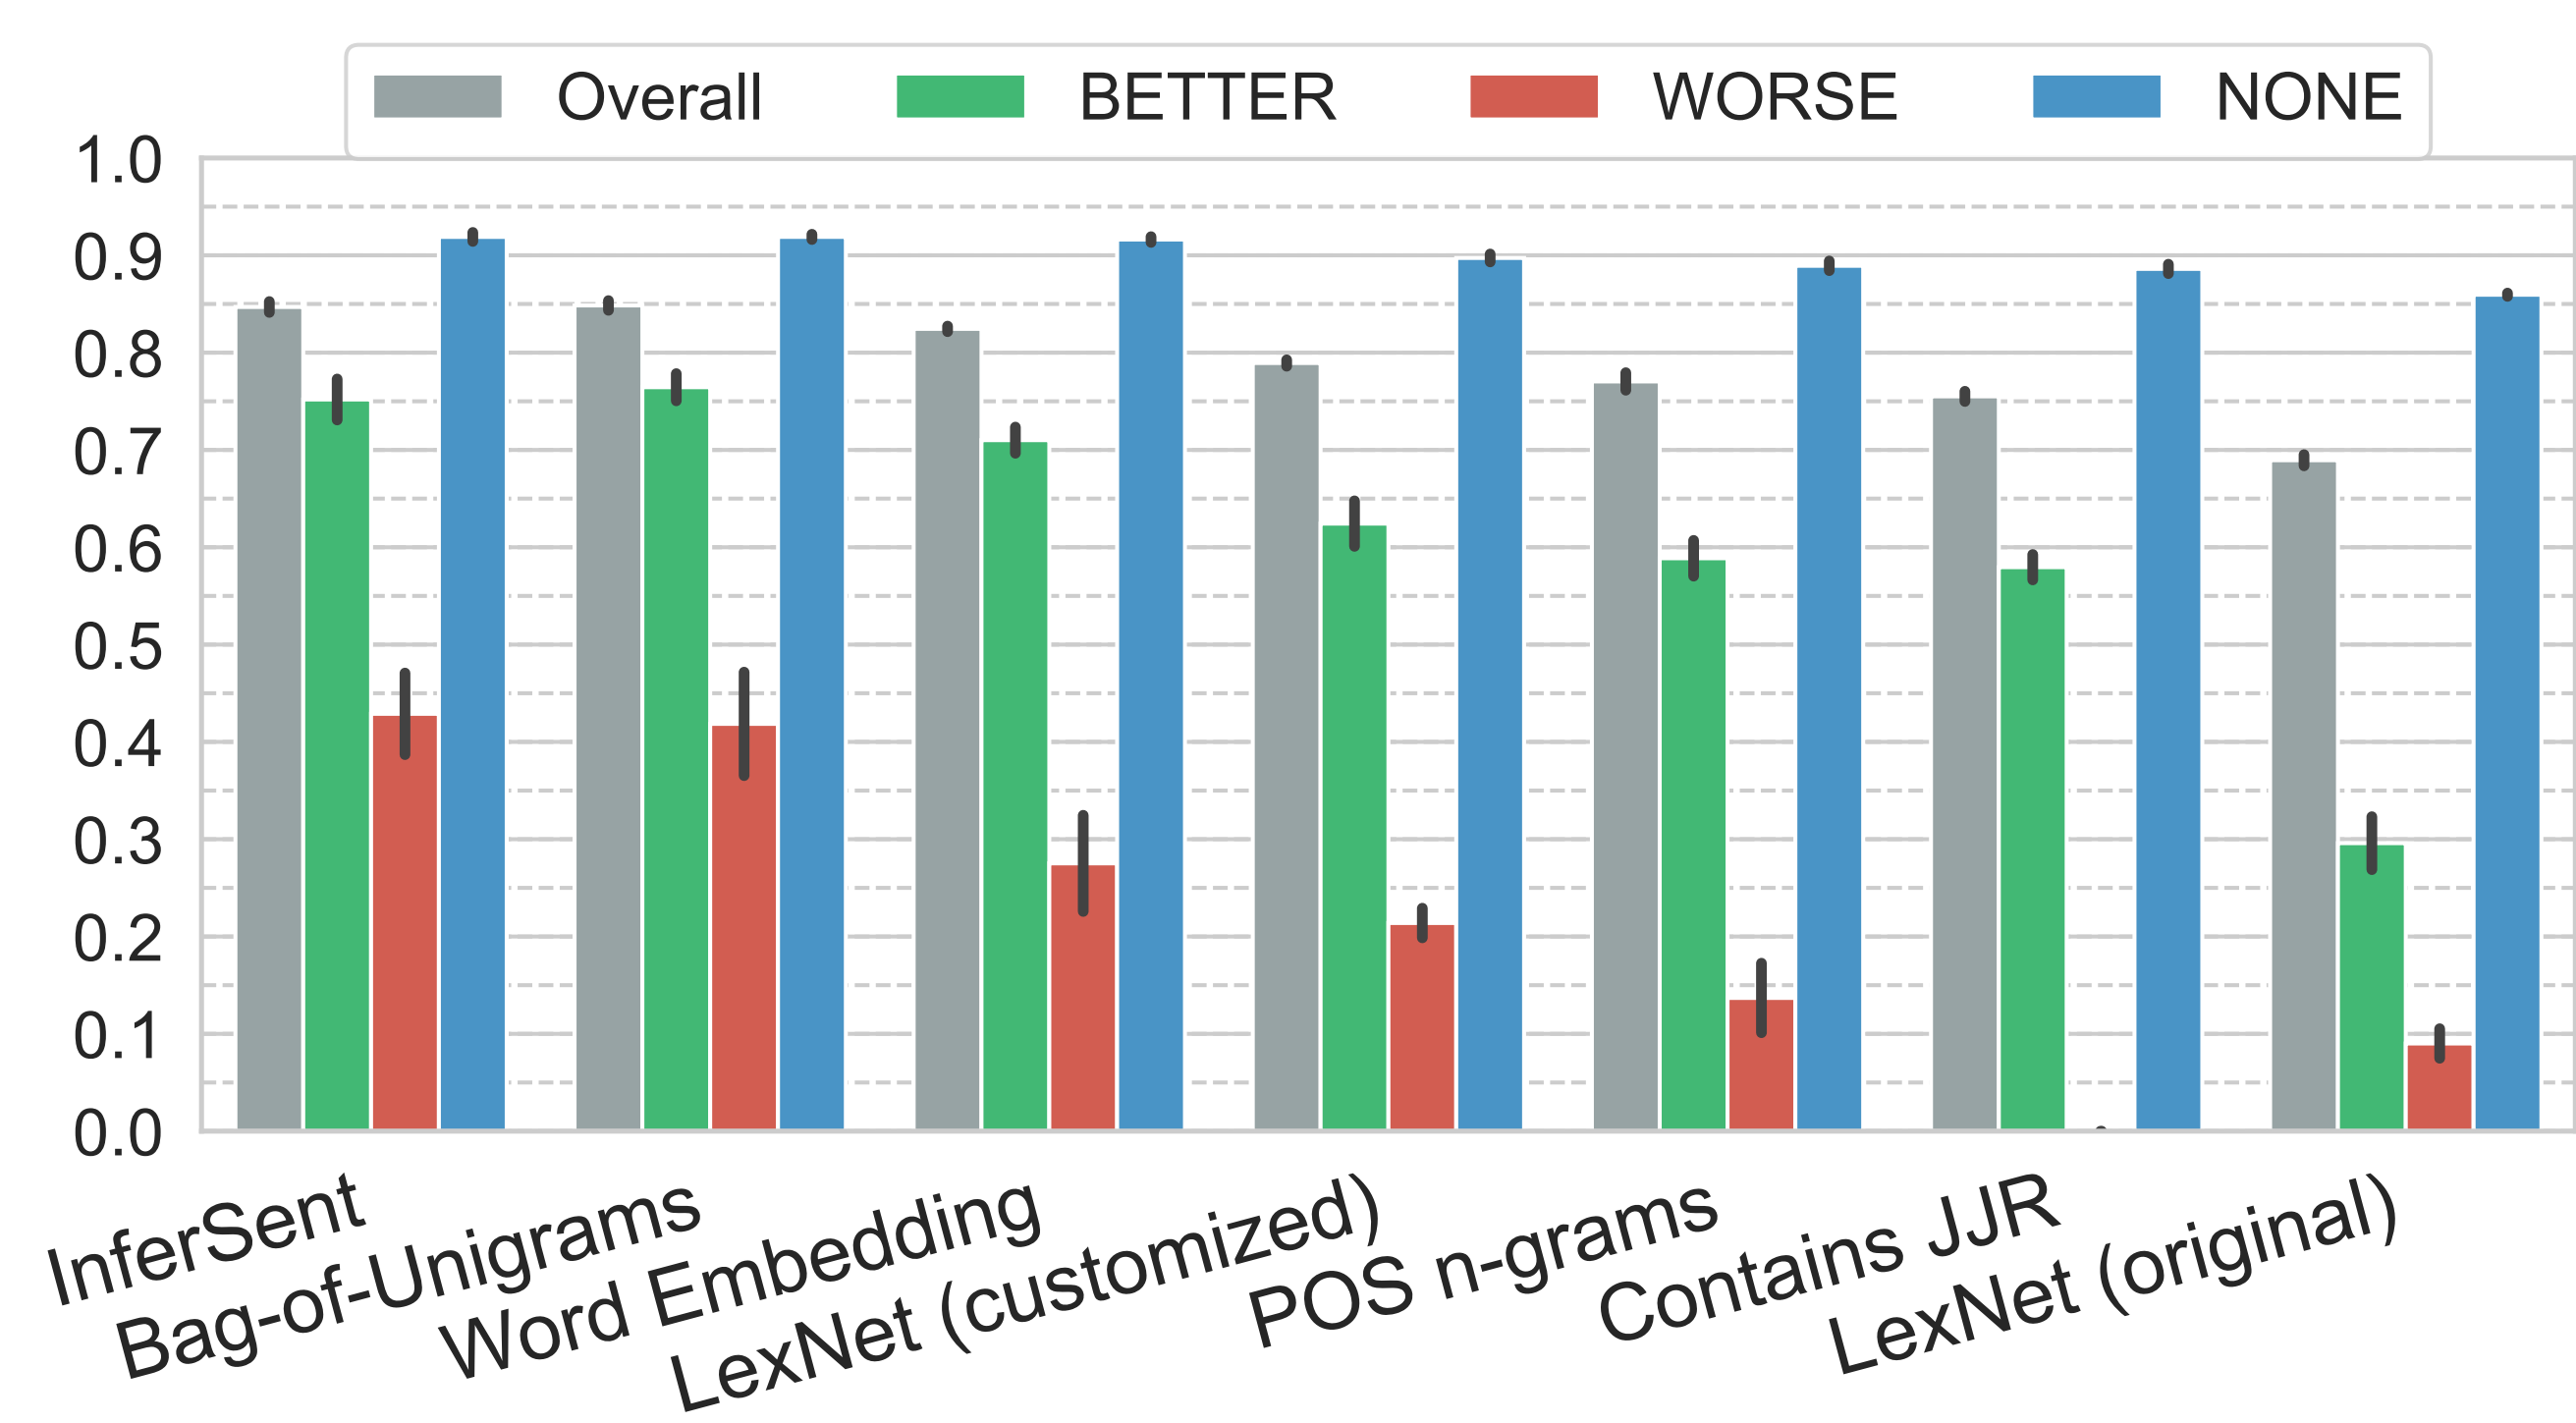 Overall BETTER WORSE NONE
1.0
0.9
0.8
0.7
0.6
0.5
0.4
0.3
0.2
0.1
0.0
InferSent
Bag-of-Unigrams
Word Embedding
LexNet (customized)
POS n-grams
Contains JJR
LexNet (original)